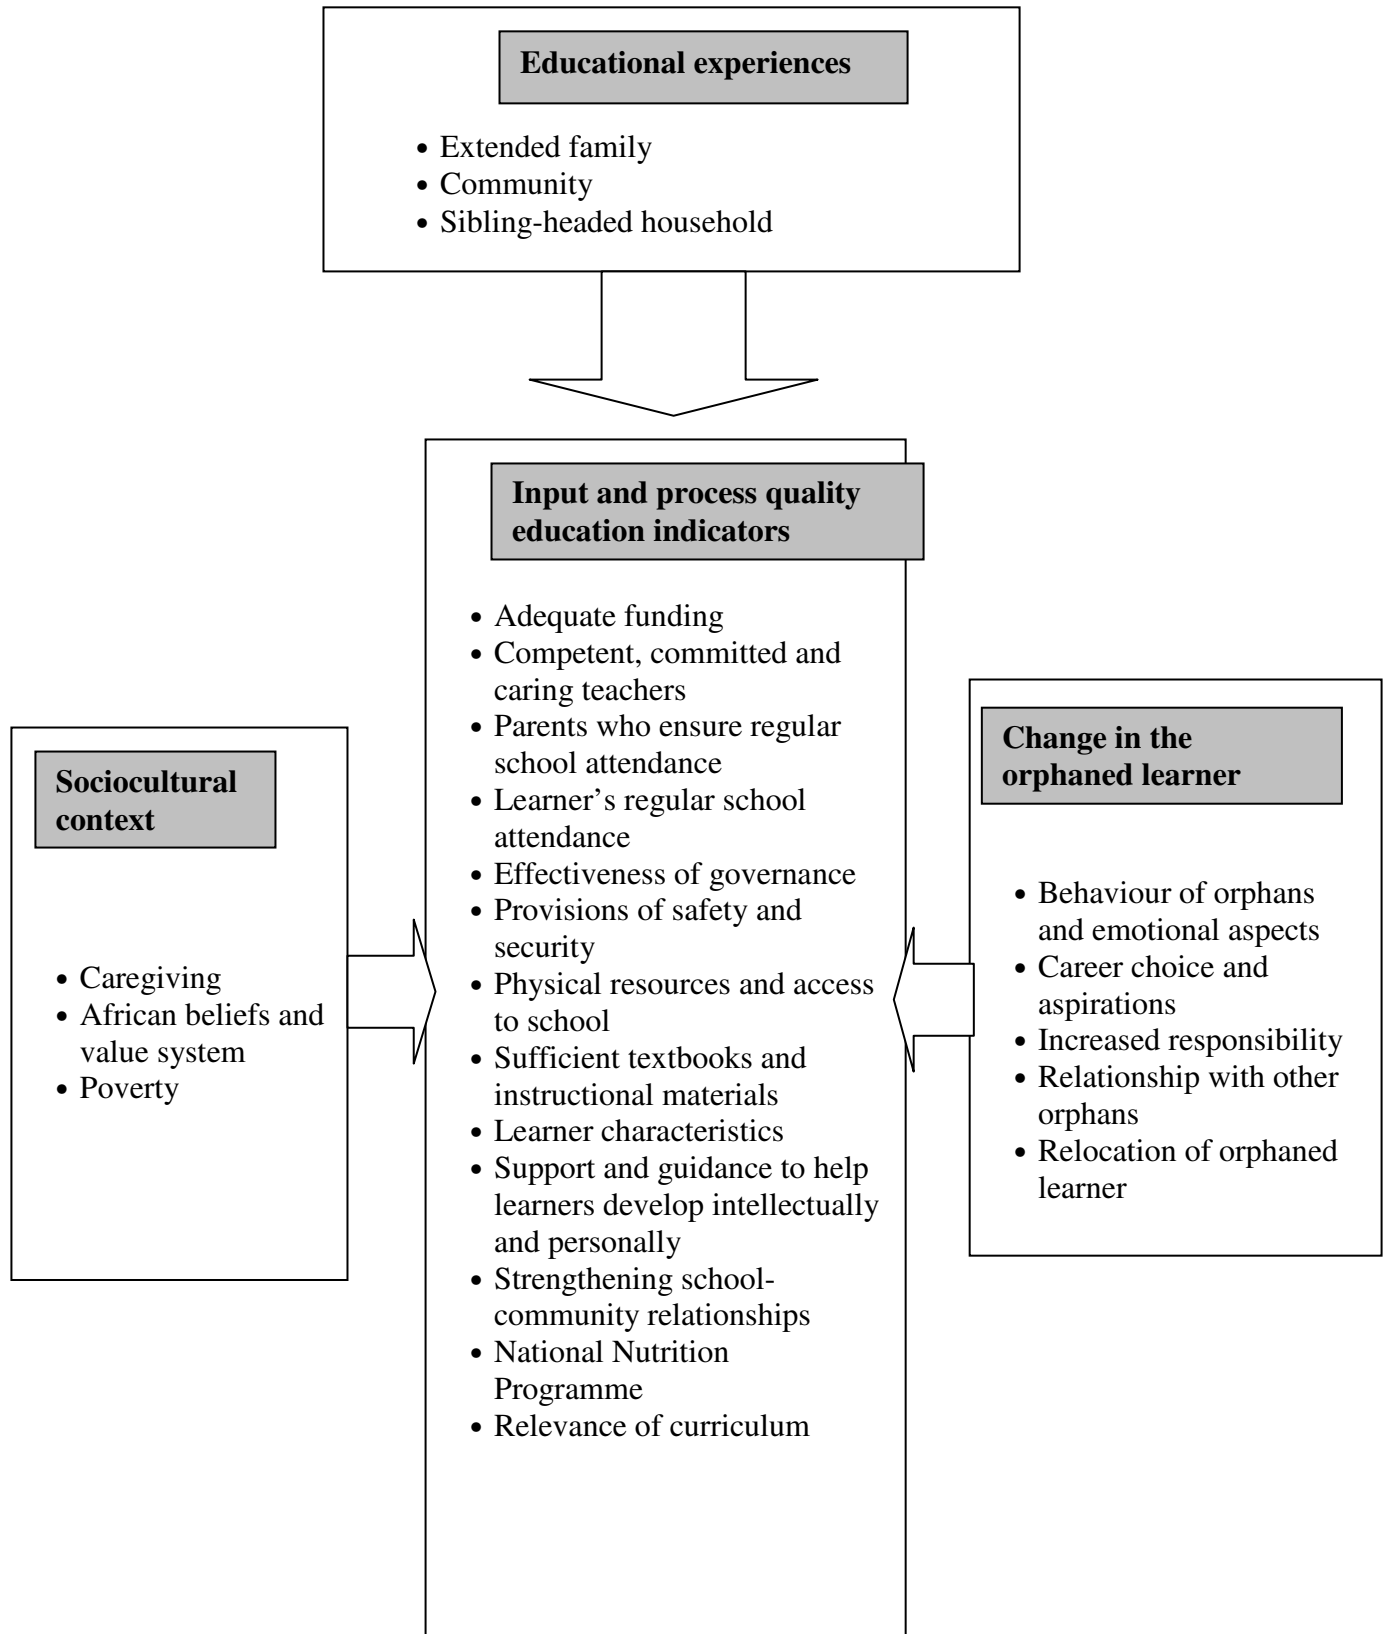 Educational experiences
• Extended family
• Community
• Sibling-headed household
Input and process quality
education indicators
• Adequate funding
• Competent, committed and
caring teachers
• Parents who ensure regular
school attendance
• Learner’s regular school
attendance
• Effectiveness of governance
• Provisions of safety and
security
• Physical resources and access
to school
• Sufficient textbooks and
instructional materials
• Learner characteristics
• Support and guidance to help
learners develop intellectually
and personally
• Strengthening school-
community relationships
• National Nutrition
Programme
• Relevance of curriculum
Sociocultural
context
• Caregiving
• African beliefs and
value system
• Poverty
Change in the
orphaned learner
• Behaviour of orphans
and emotional aspects
• Career choice and
aspirations
• Increased responsibility
• Relationship with other
orphans
• Relocation of orphaned
learner